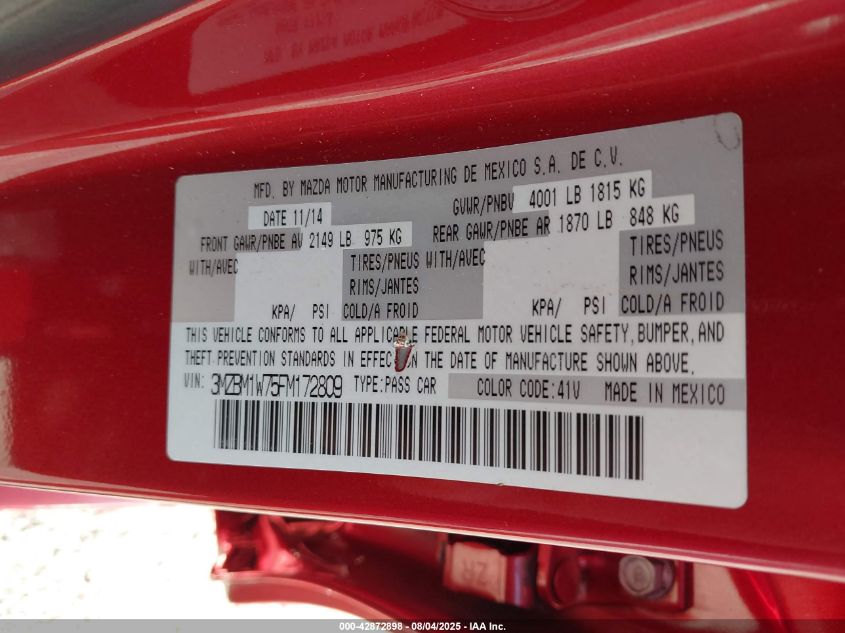 MFD. BY MAZDA MOTOR MANUFACTURING DE MEXICO S.A. DE C.V.
DATE 11/14 GVWR/PNBV 4001 LB 1815 KG
FRONT GAWR/PNBE AV 2149 LB 975 KG REAR GAWR/PNBE AR 1870 LB 848 KG
WITH/AVEC TIRES/PNEUS WITH/AVEC TIRES/PNEUS
RIMS/JANTES RIMS/JANTES
KPA/ PSI COLD/A FROID KPA/ PSI COLD/A FROID
THIS VEHICLE CONFORMS TO ALL APPLICABLE FEDERAL MOTOR VEHICLE SAFETY, BUMPER, AND
THEFT PREVENTION STANDARDS IN EFFECT ON THE DATE OF MANUFACTURE SHOWN ABOVE.
VIN: 3MZBM1W75FM172809 TYPE:PASS CAR COLOR CODE:41V MADE IN MEXICO
ZR
000-42872898 - 08/04/2025 - IAA Inc.